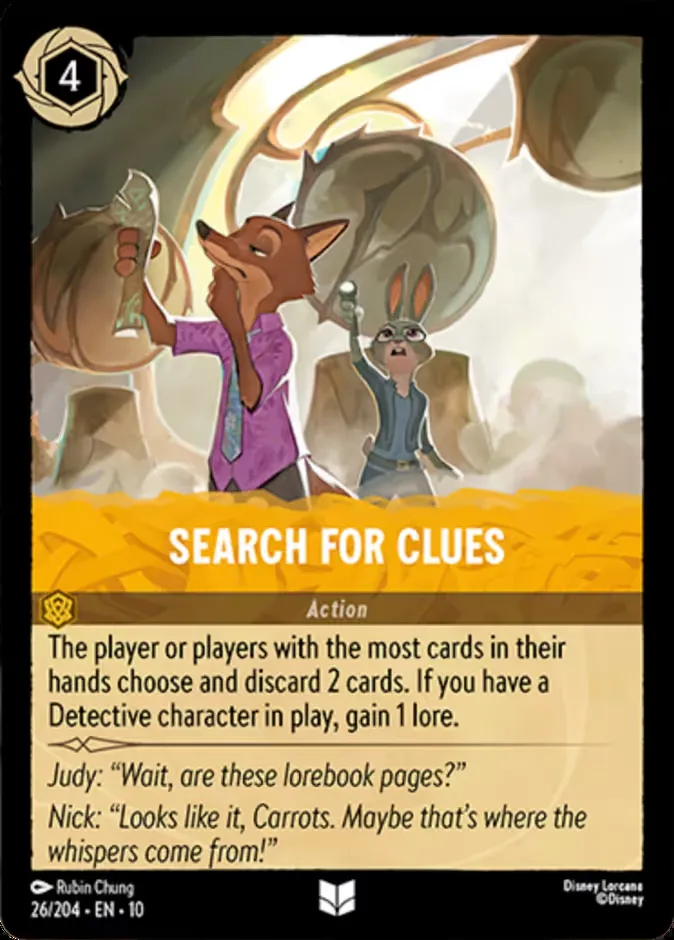 4
SEARCH FOR CLUES
Action
The player or players with the most cards in their
hands choose and discard 2 cards. If you have a
Detective character in play, gain 1 lore.
Judy: “Wait, are these lorebook pages?”
Nick: “Looks like it, Carrots. Maybe that’s where the
whispers come from!”
Rubin Chung
Disney Lorcana
26/204 • EN • 10
©Disney